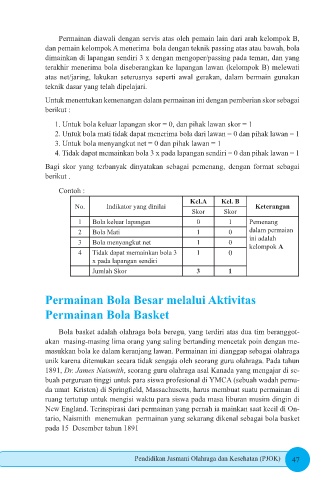 Permainan diawali dengan servis atas oleh pemain lain dari arah kelompok B,
dan pemain kelompok A menerima bola dengan teknik passing atas atau bawah, bola
dimainkan di lapangan sendiri 3 x dengan mengoper/passing pada teman, dan yang
terakhir menerima bola diseberangkan ke lapangan lawan (kelompok B) melewati
atas net/jaring, lakukan seterusnya seperti awal gerakan, dalam bermain gunakan
teknik dasar yang telah dipelajari.
Untuk menentukan kemenangan dalam permainan ini dengan pemberian skor sebagai
berikut :
1. Untuk bola keluar lapangan skor = 0, dan pihak lawan skor = 1
2. Untuk bola mati tidak dapat menerima bola dari lawan = 0 dan pihak lawan = 1
3. Untuk bola menyangkut net = 0 dan pihak lawan = 1
4. Tidak dapat memainkan bola 3 x pada lapangan sendiri = 0 dan pihak lawan = 1
Bagi skor yang terbanyak dinyatakan sebagai pemenang, dengan format sebagai
berikut .
Contoh :
No. Indikator yang dinilai Kel.A Kel. B Keterangan
Skor Skor
1 Bola keluar lapangan 0 1 Pemenang
2 Bola Mati 1 0 dalam permaian
3 Bola menyangkut net 1 0 ini adalah
4 Tidak dapat memainkan bola 3 1 0 kelompok A
x pada lapangan sendiri
Jumlah Skor 3 1
Permainan Bola Besar melalui Aktivitas
Permainan Bola Basket
Bola basket adalah olahraga bola beregu, yang terdiri atas dua tim beranggot-
akan masing-masing lima orang yang saling bertanding mencetak poin dengan me-
masukkan bola ke dalam keranjang lawan. Permainan ini dianggap sebagai olahraga
unik karena ditemukan secara tidak sengaja oleh seorang guru olahraga. Pada tahun
1891, Dr. James Naismith, seorang guru olahraga asal Kanada yang mengajar di se-
buah perguruan tinggi untuk para siswa profesional di YMCA (sebuah wadah pemu-
da umat Kristen) di Springfield, Massachusetts, harus membuat suatu permainan di
ruang tertutup untuk mengisi waktu para siswa pada masa liburan musim dingin di
New England. Terinspirasi dari permainan yang pernah ia mainkan saat kecil di On-
tario, Naismith menemukan permainan yang sekarang dikenal sebagai bola basket
pada 15 Desember tahun 1891
Pendidikan Jasmani Olahraga dan Kesehatan (PJOK) 47